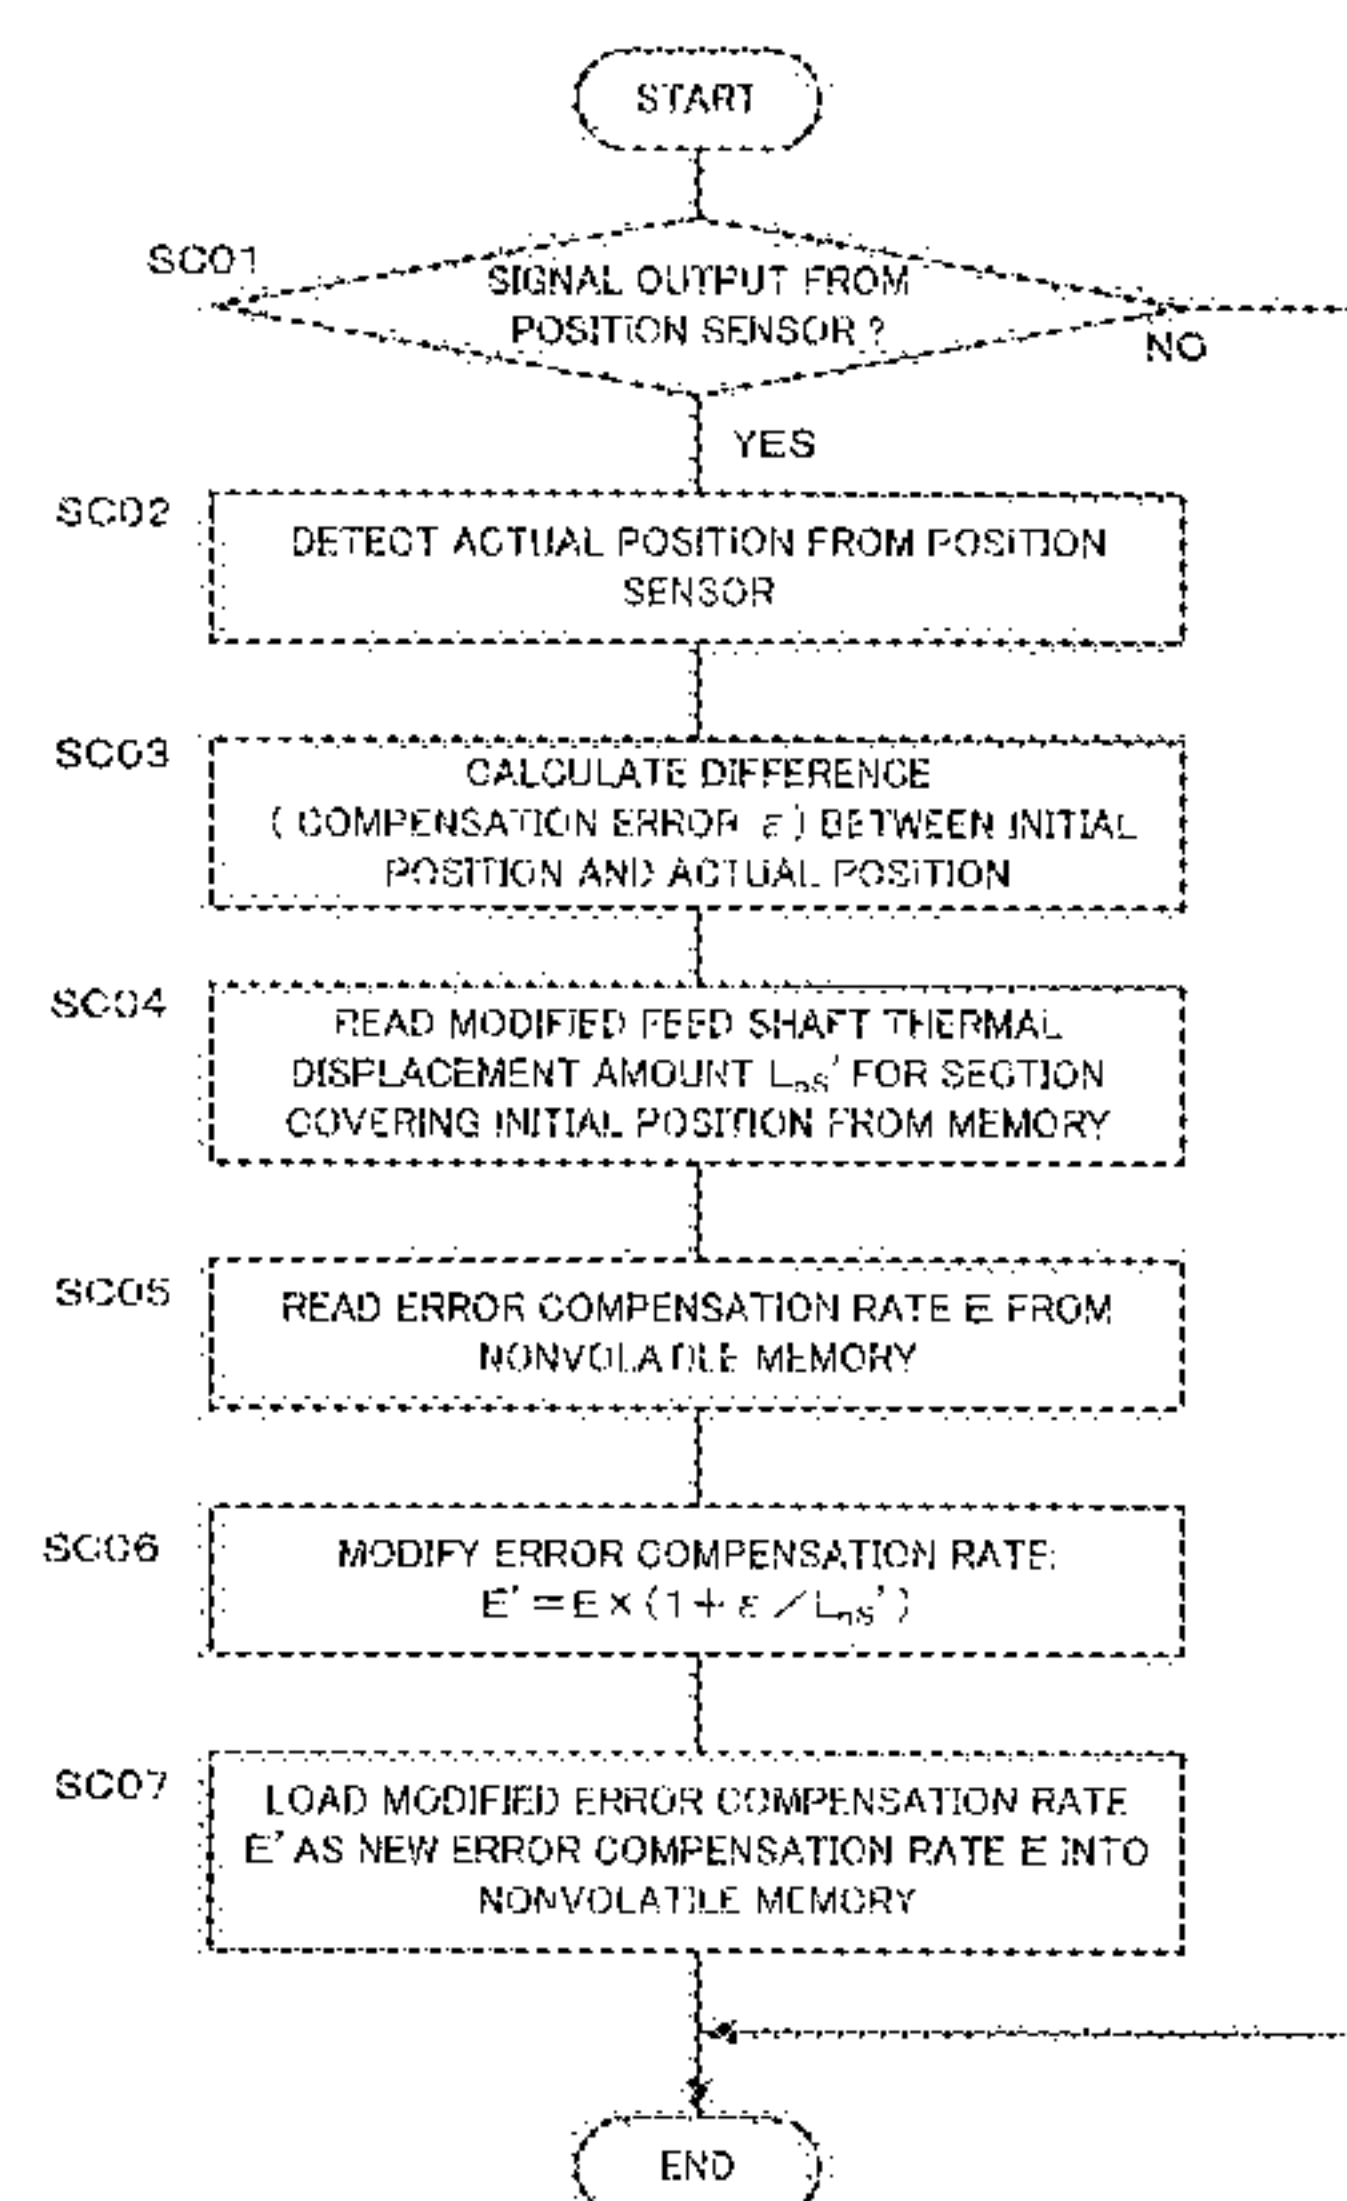 START
SC01
SIGNAL OUTPUT FROM
POSITION SENSOR ?
NO
YES
SC02
DETECT ACTUAL POSITION FROM POSITION
SENSOR
SC03
CALCULATE DIFFERENCE
( COMPENSATION ERROR ε ) BETWEEN INITIAL
POSITION AND ACTUAL POSITION
SC04
READ MODIFIED FEED SHAFT THERMAL
DISPLACEMENT AMOUNT LnS' FOR SECTION
COVERING INITIAL POSITION FROM MEMORY
SC05
READ ERROR COMPENSATION RATE E FROM
NONVOLATILE MEMORY
SC06
MODIFY ERROR COMPENSATION RATE:
E' = E × (1 + ε / LnS')
SC07
LOAD MODIFIED ERROR COMPENSATION RATE
E' AS NEW ERROR COMPENSATION RATE E INTO
NONVOLATILE MEMORY
END